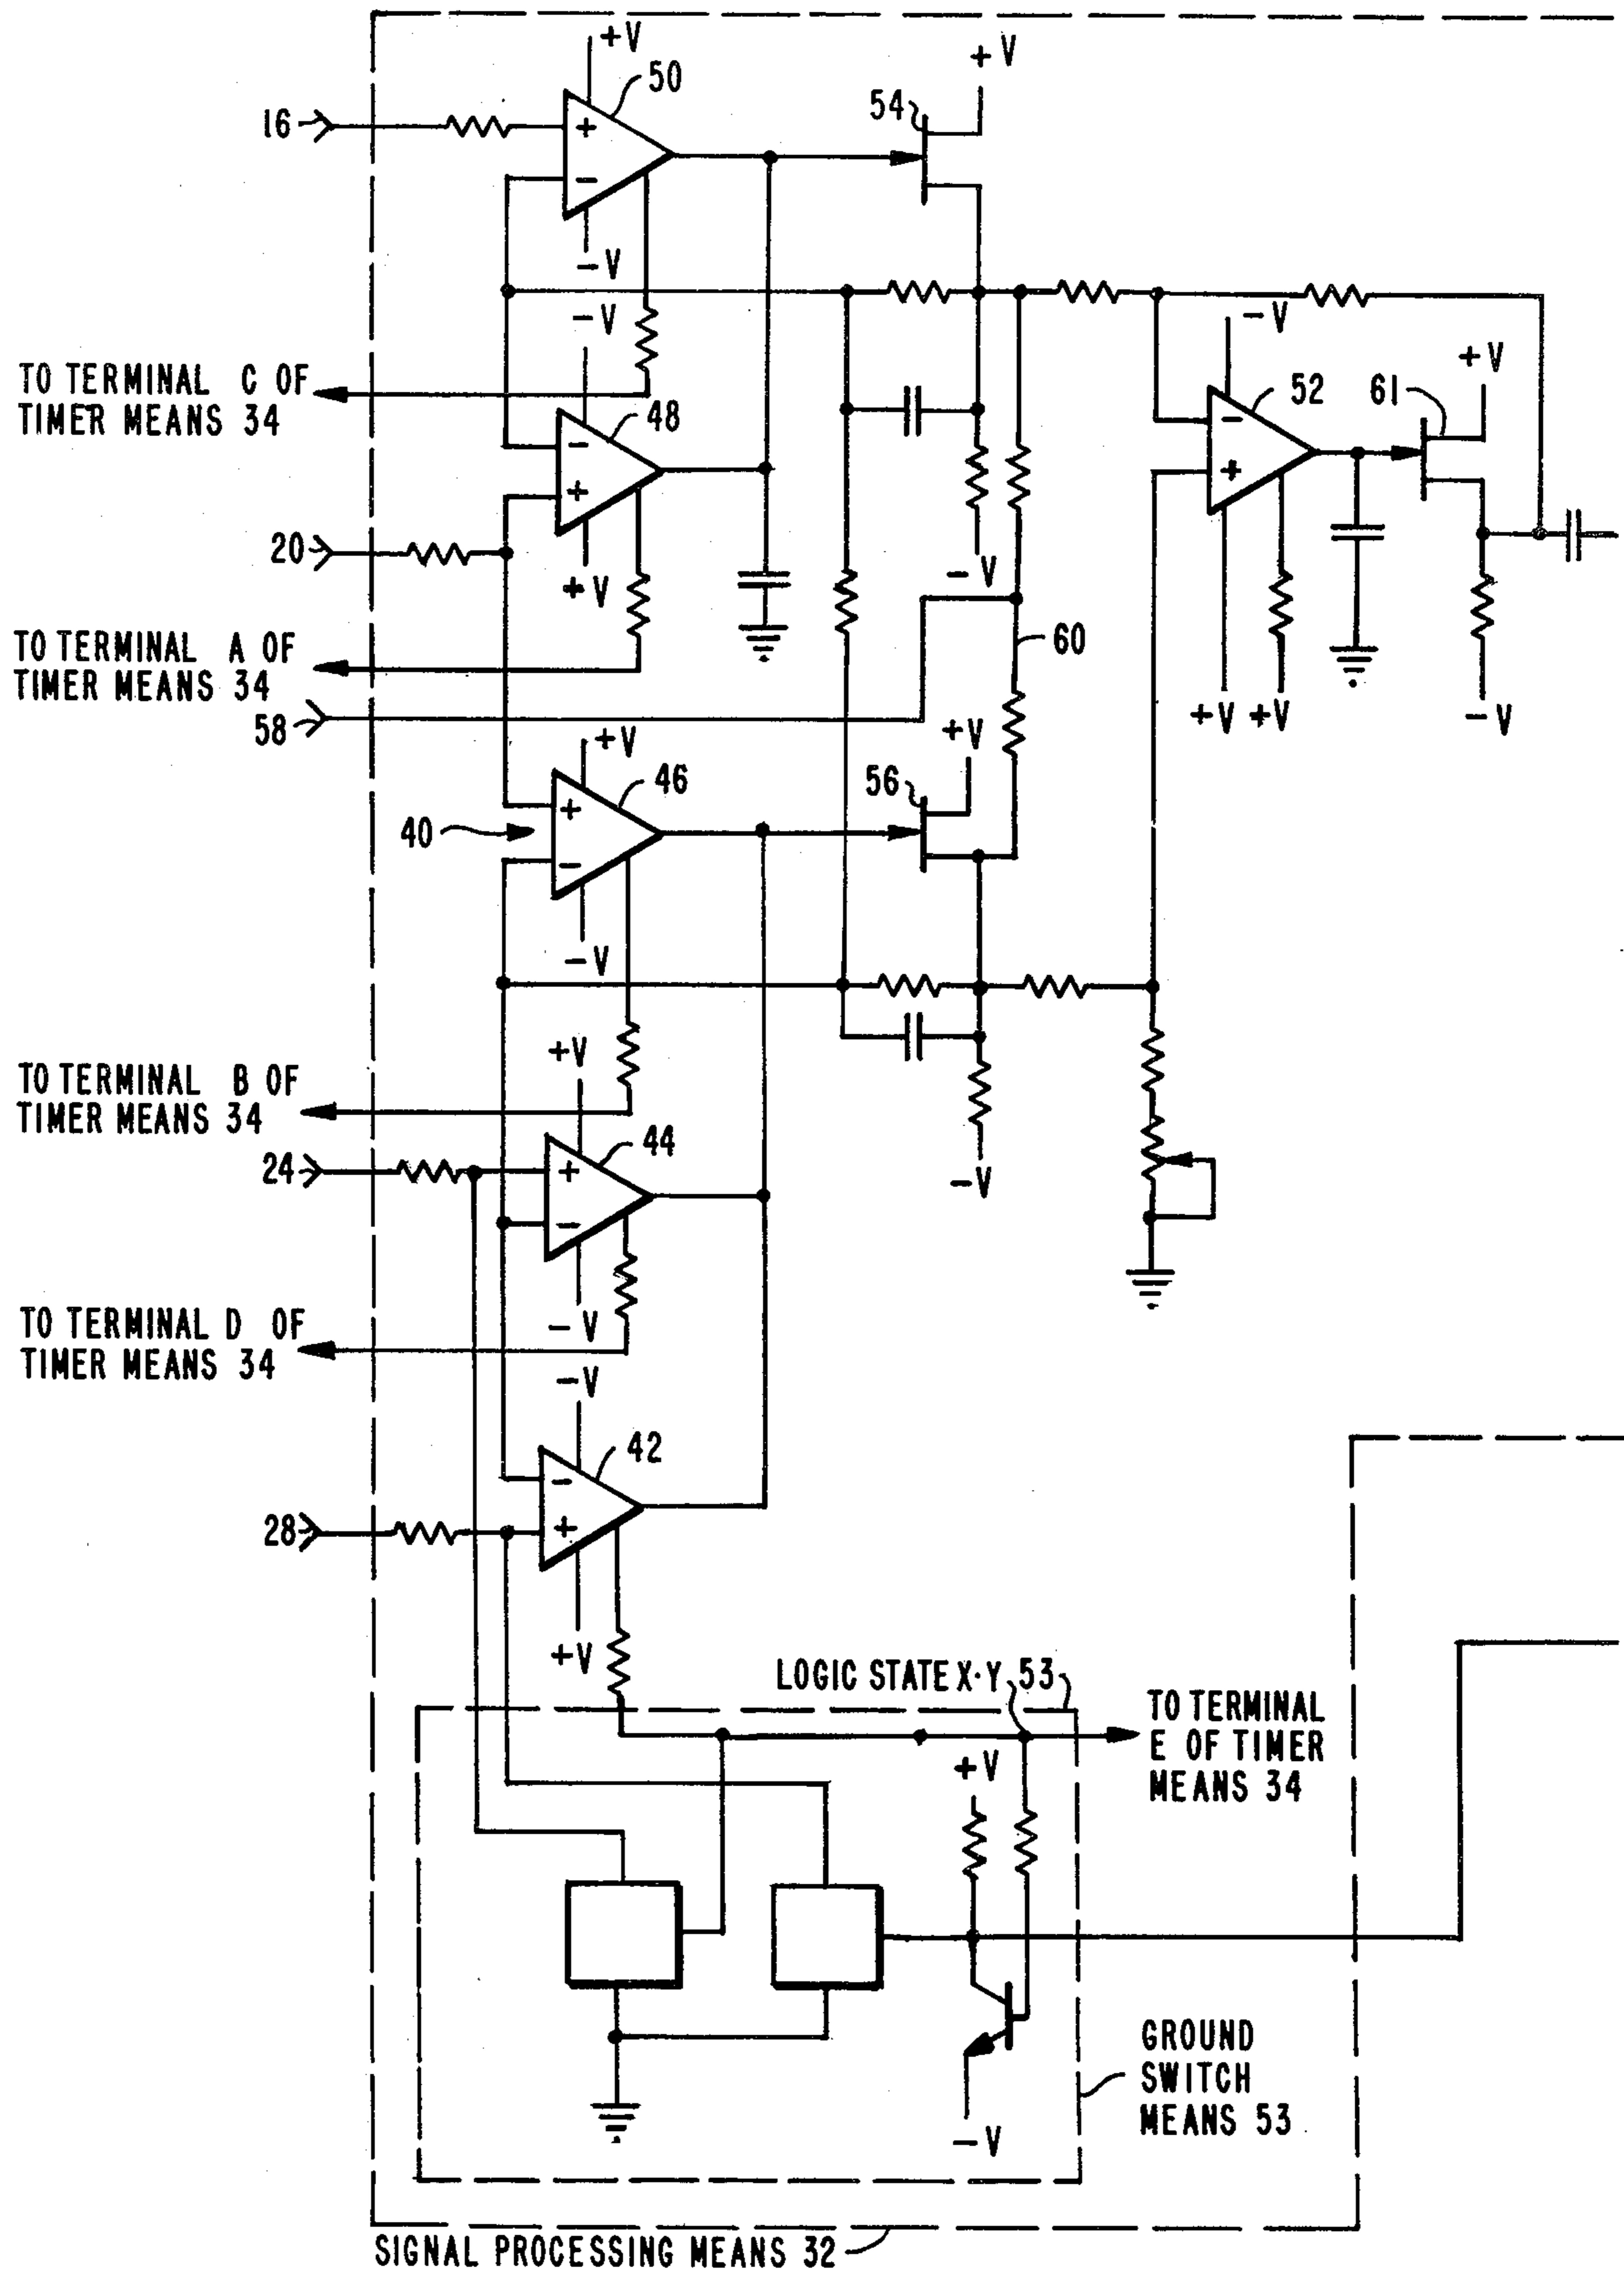 +V
50
+V
54
16
+
−
−V
−V
−V
+V
TO TERMINAL C OF
TIMER MEANS 34
48
52
61
−
−
+
+
20
+V
−V
TO TERMINAL A OF
TIMER MEANS 34
60
58
+V
+V
+V
+V
−V
46
56
40
+
−
−V
+V
TO TERMINAL B OF
TIMER MEANS 34
44
24
+
−
−V
−V
TO TERMINAL D OF
TIMER MEANS 34
−V
42
−
+
28
+V
LOGIC STATE X·Y 53
TO TERMINAL
E OF TIMER
MEANS 34
+V
GROUND
SWITCH
MEANS 53
−V
SIGNAL PROCESSING MEANS 32